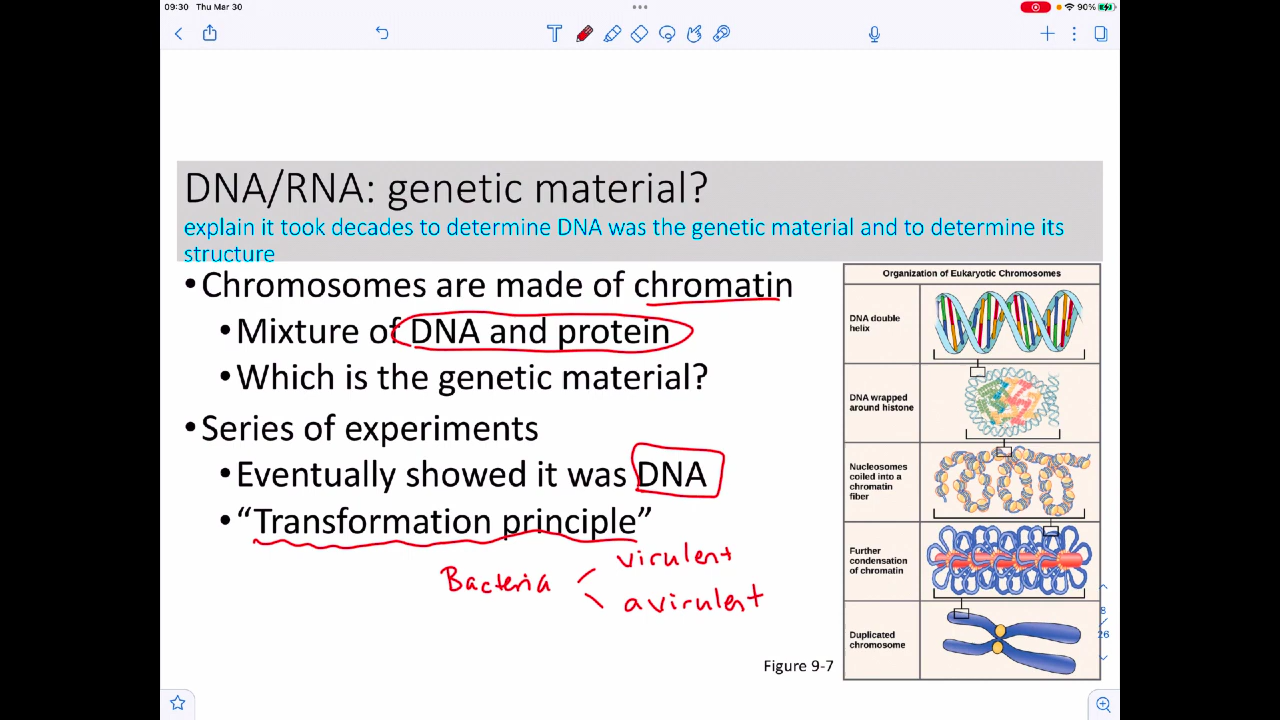 09:30 Thu Mar 30
90%
DNA/RNA: genetic material?
explain it took decades to determine DNA was the genetic material and to determine its
structure
•Chromosomes are made of chromatin
•Mixture of DNA and protein
•Which is the genetic material?
•Series of experiments
•Eventually showed it was DNA
•“Transformation principle”
Bacteria
virulent
avirulent
Organization of Eukaryotic Chromosomes
DNA double
helix
DNA wrapped
around histone
Nucleosomes
coiled into a
chromatin
fiber
Further
condensation
of chromatin
Duplicated
chromosome
Figure 9-7
8
26